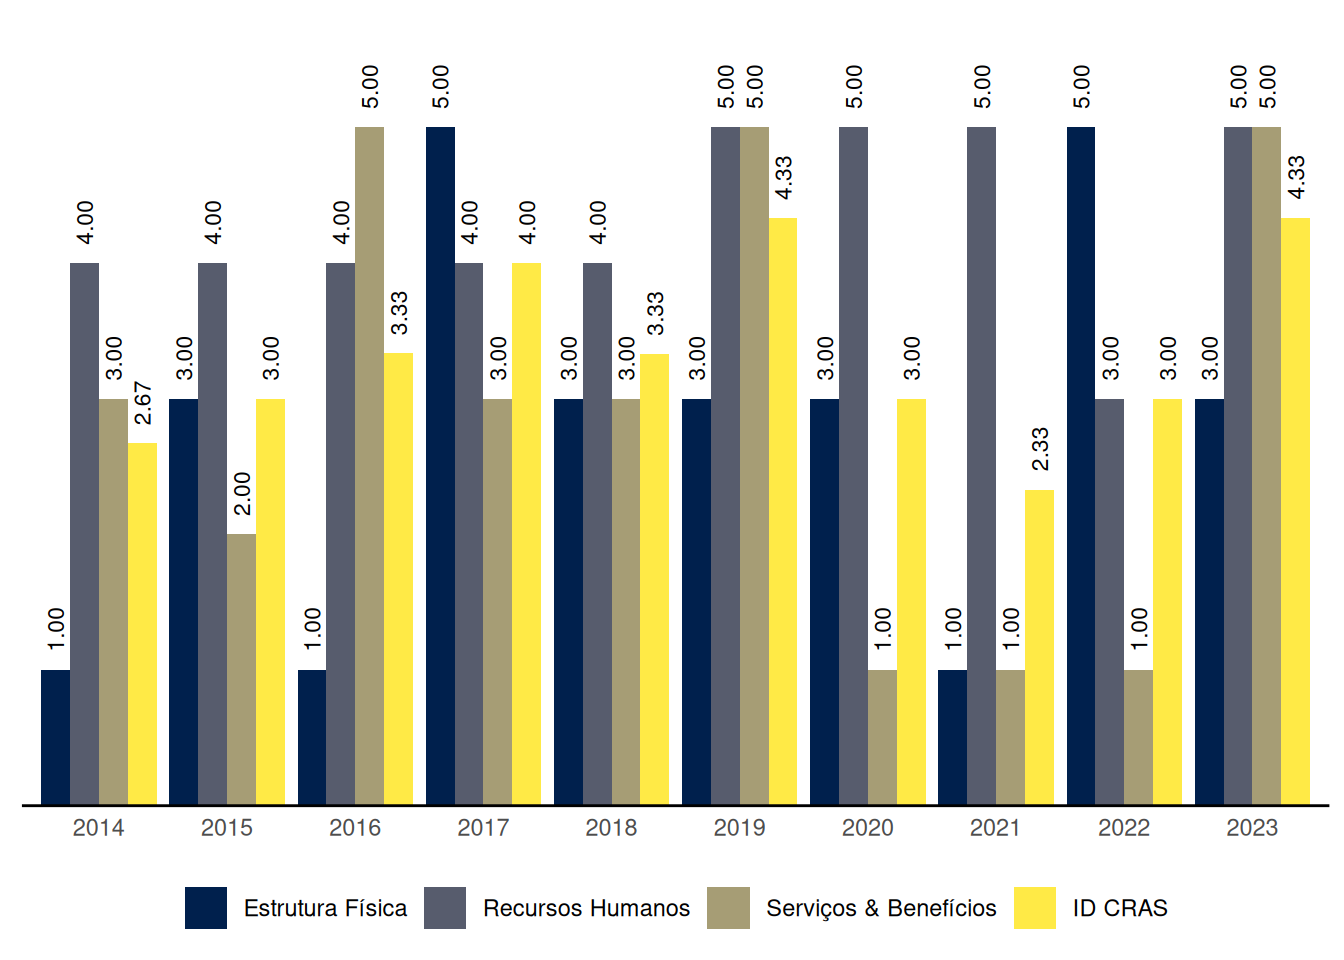 5.00 5.00 5.00 5.00 5.00 5.00 5.00 5.00 5.00
4.33 4.33
4.00 4.00 4.00 4.00 4.00 4.00
3.33 3.33
3.00 3.00 3.00 3.00 3.00 3.00 3.00 3.00 3.00 3.00 3.00 3.00 3.00
2.67
2.33
2.00
1.00 1.00 1.00 1.00 1.00 1.00
2014 2015 2016 2017 2018 2019 2020 2021 2022 2023
Estrutura Física Recursos Humanos Serviços & Benefícios ID CRAS